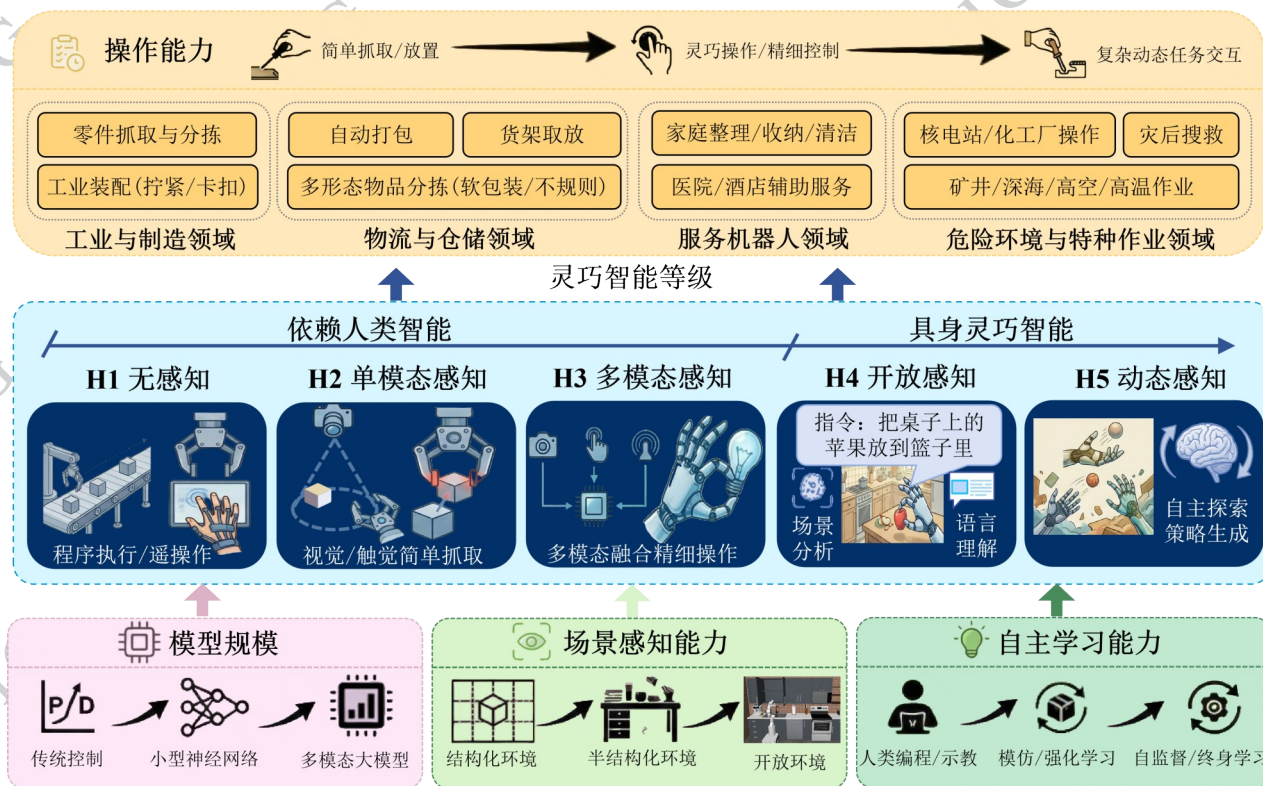 操作能力
简单抓取/放置
灵巧操作/精细控制
复杂动态任务交互
零件抓取与分拣
工业装配(拧紧/卡扣)
工业与制造领域
自动打包
货架取放
多形态物品分拣(软包装/不规则)
物流与仓储领域
家庭整理/收纳/清洁
医院/酒店辅助服务
服务机器人领域
核电站/化工厂操作
灾后搜救
矿井/深海/高空/高温作业
危险环境与特种作业领域
灵巧智能等级
依赖人类智能
具身灵巧智能
H1 无感知
程序执行/遥操作
H2 单模态感知
视觉/触觉简单抓取
H3 多模态感知
多模态融合精细操作
H4 开放感知
指令：把桌子上的
苹果放到篮子里
场景
分析
语言
理解
H5 动态感知
自主探索
策略生成
模型规模
P/D
传统控制
小型神经网络
多模态大模型
场景感知能力
结构化环境
半结构化环境
开放环境
自主学习能力
人类编程/示教
模仿/强化学习
自监督/终身学习